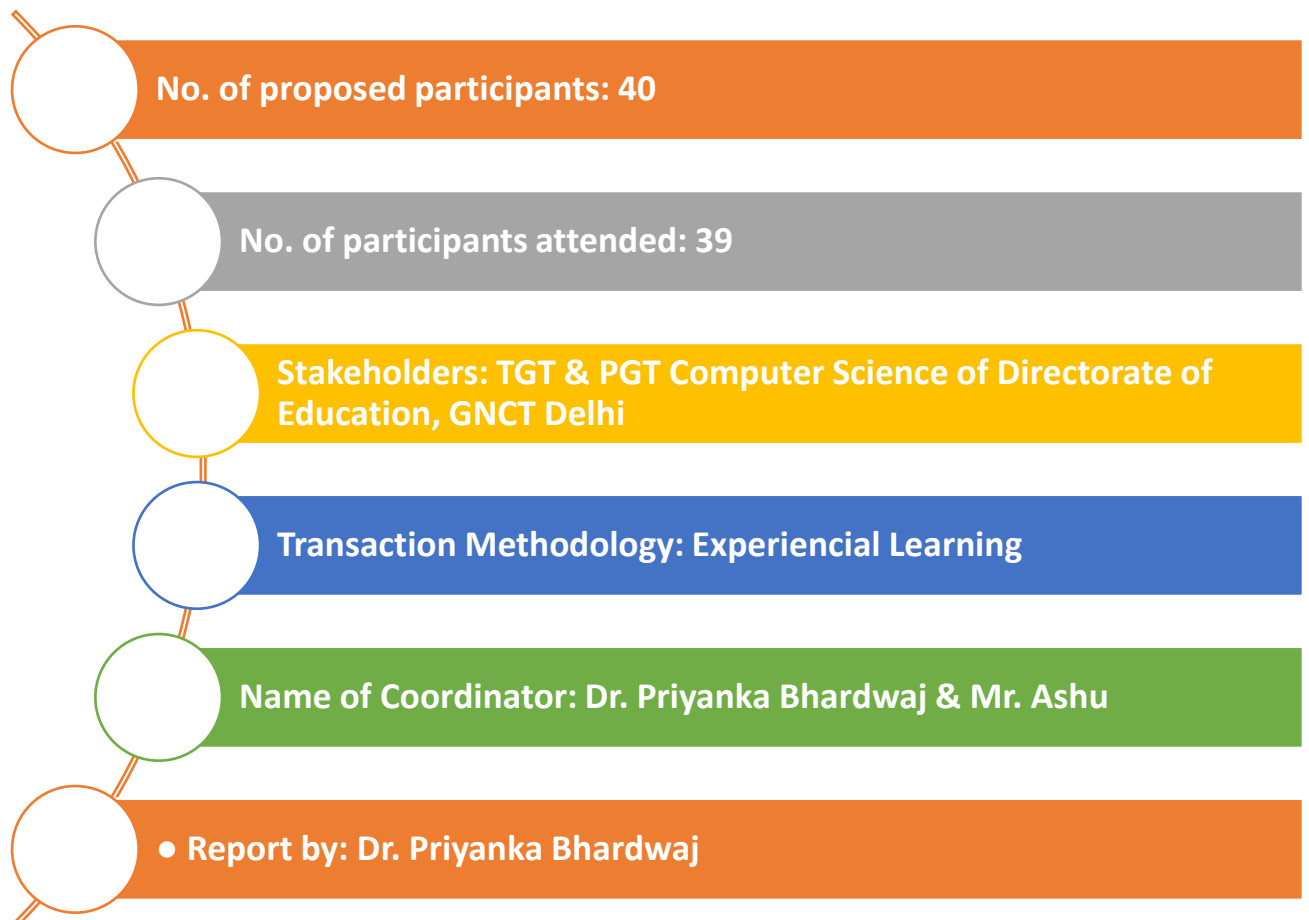 No. of proposed participants: 40
No. of participants attended: 39
Stakeholders: TGT & PGT Computer Science of Directorate of
Education, GNCT Delhi
Transaction Methodology: Experiencial Learning
Name of Coordinator: Dr. Priyanka Bhardwaj & Mr. Ashu
• Report by: Dr. Priyanka Bhardwaj